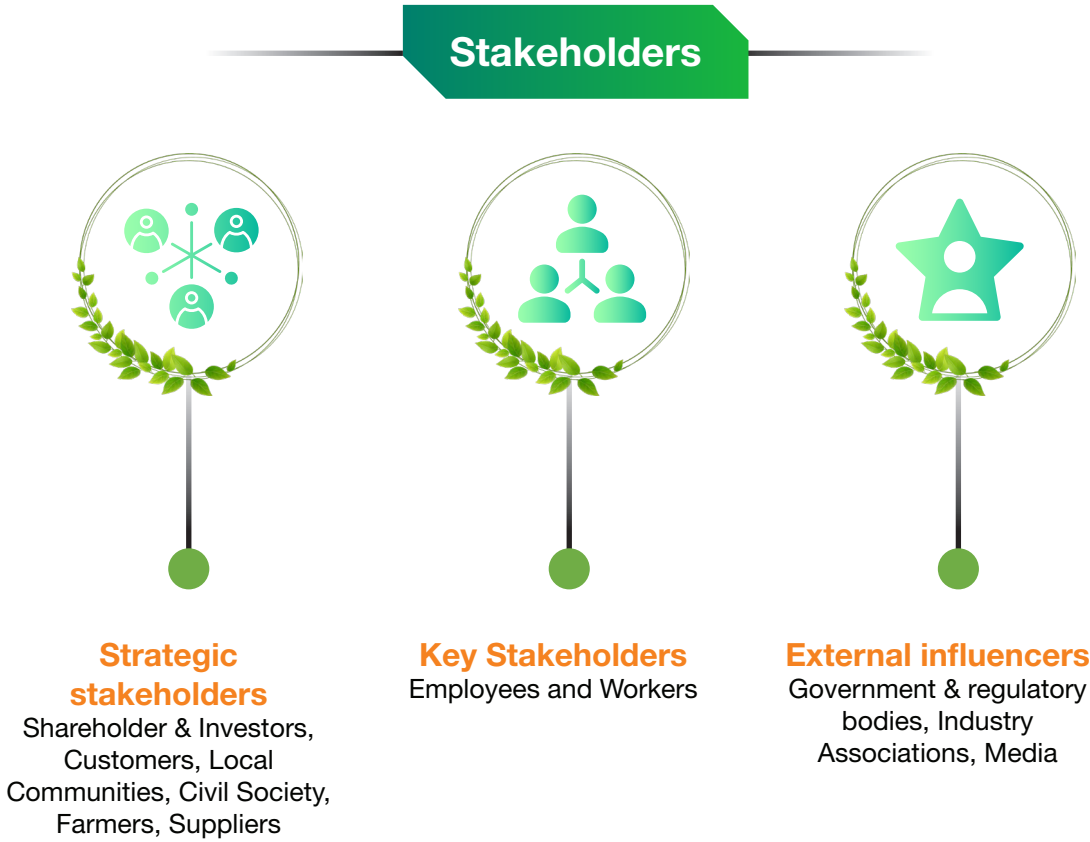 Stakeholders
Strategic
stakeholders
Shareholder & Investors,
Customers, Local
Communities, Civil Society,
Farmers, Suppliers
Key Stakeholders
Employees and Workers
External influencers
Government & regulatory
bodies, Industry
Associations, Media